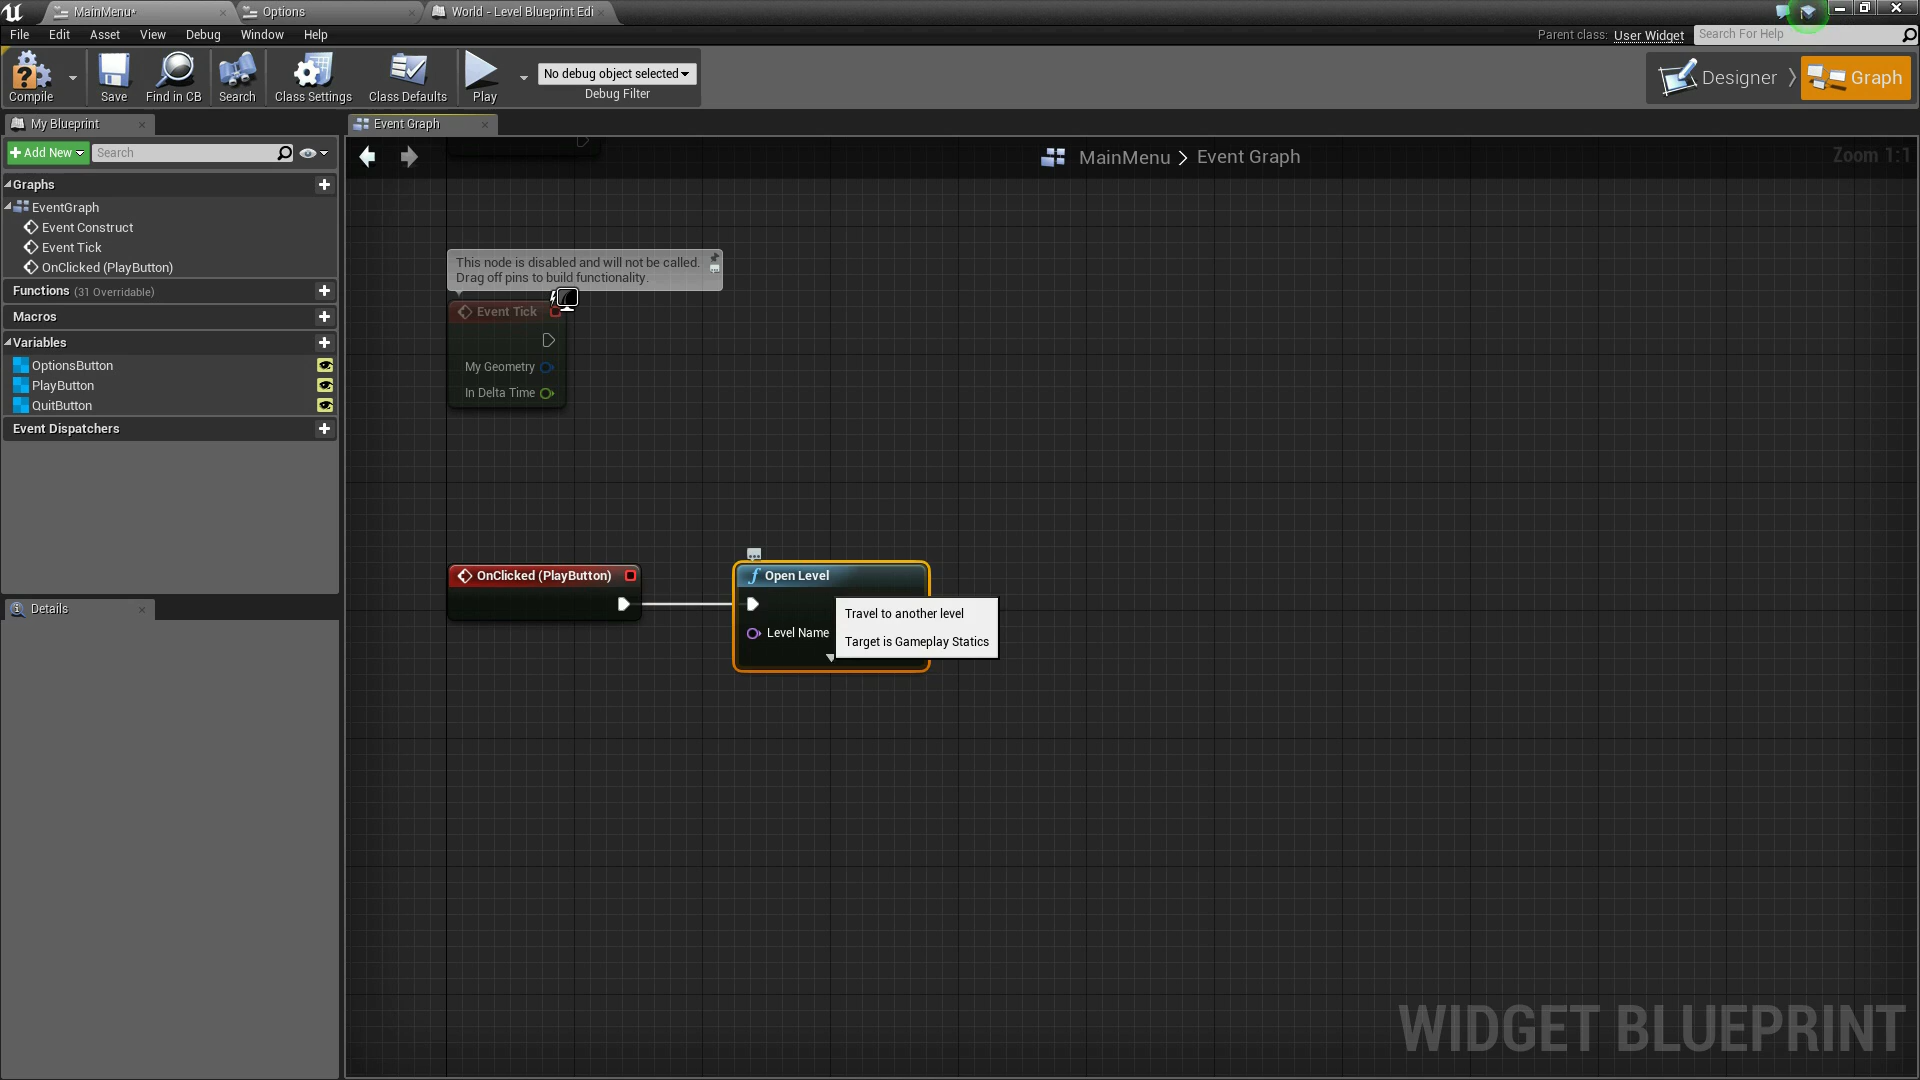 MainMenu*
Options
World - Level Blueprint Edi
File Edit Asset View Debug Window Help
Parent class: User Widget
Search For Help
Compile
Save
Find in CB
Search
Class Settings
Class Defaults
Play
No debug object selected
Debug Filter
Designer
Graph
My Blueprint
Event Graph
Add New
Search
MainMenu > Event Graph
Zoom 1:1
Graphs
EventGraph
Event Construct
Event Tick
OnClicked (PlayButton)
Functions (31 Overridable)
Macros
Variables
OptionsButton
PlayButton
QuitButton
Event Dispatchers
Details
This node is disabled and will not be called.
Drag off pins to build functionality.
Event Tick
My Geometry
In Delta Time
OnClicked (PlayButton)
Open Level
Level Name
Travel to another level
Target is Gameplay Statics
WIDGET BLUEPRINT